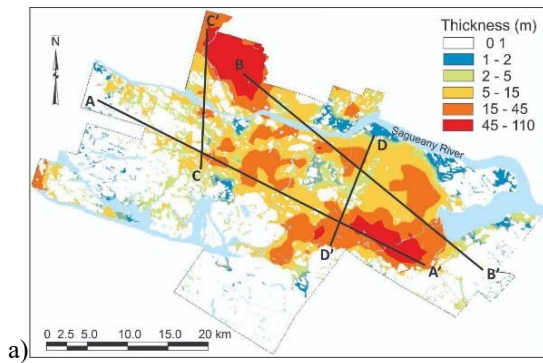 Thickness (m)
0 1
1 - 2
2 - 5
5 - 15
15 - 45
45 - 110
N
C'
B
A
D
Sagueany River
C
D'
A'
B'
a)
0 2.5 5.0 10.0 15.0 20 km